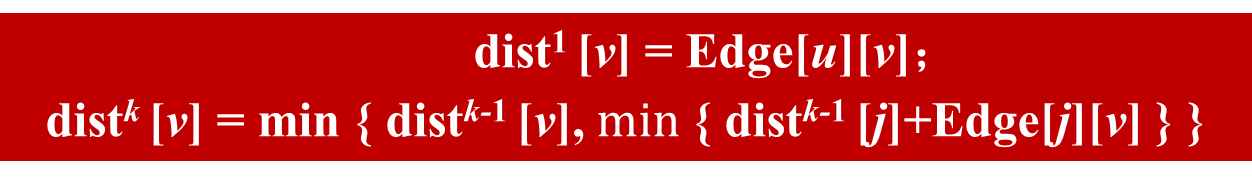 dist¹ [v] = Edge[u][v]；
distᵏ [v] = min { distᵏ⁻¹ [v], min { distᵏ⁻¹ [j]+Edge[j][v] } }